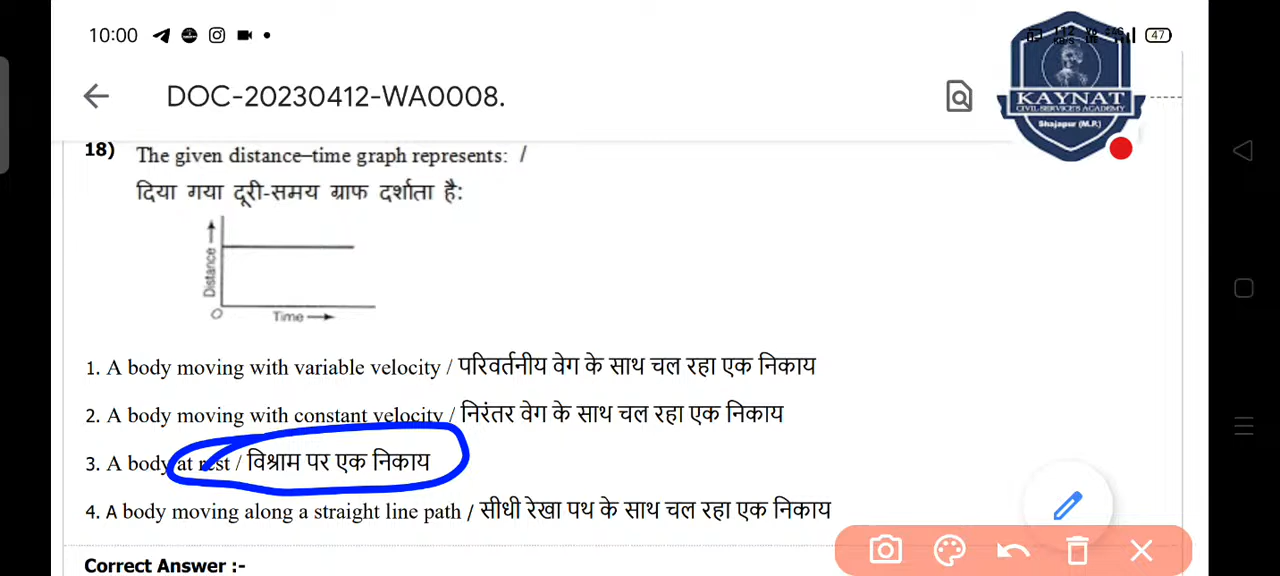 10:00
47
DOC-20230412-WA0008.
KAYNAT
CIVIL SERVICE'S ACADEMY
Shajapur (M.P.)
18) The given distance–time graph represents: /
दिया गया दूरी-समय ग्राफ दर्शाता है:
Distance
O
Time
1. A body moving with variable velocity / परिवर्तनीय वेग के साथ चल रहा एक निकाय
2. A body moving with constant velocity / निरंतर वेग के साथ चल रहा एक निकाय
3. A body at rest / विश्राम पर एक निकाय
4. A body moving along a straight line path / सीधी रेखा पथ के साथ चल रहा एक निकाय
Correct Answer :-